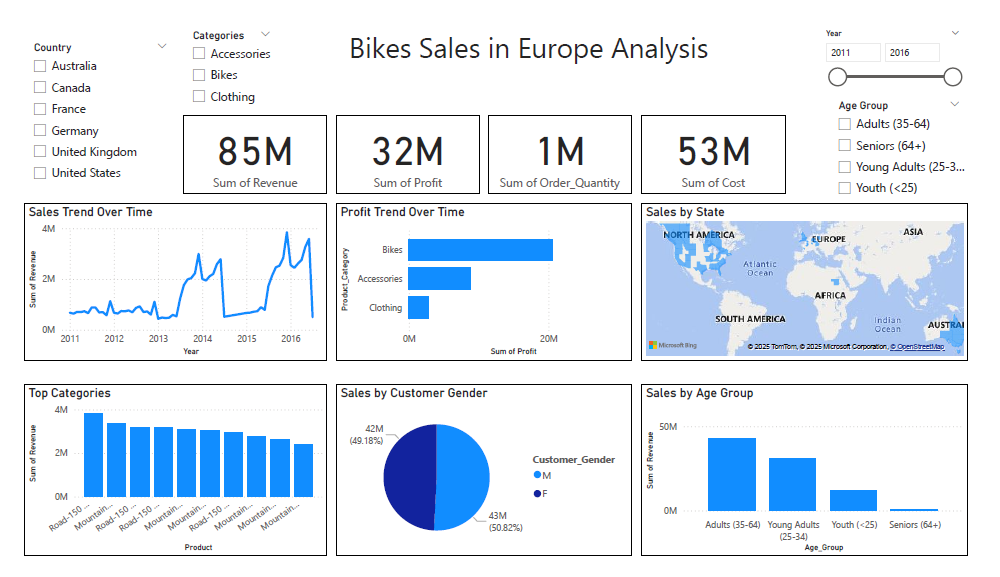 Bikes Sales in Europe Analysis
Country
Australia
Canada
France
Germany
United Kingdom
United States
Categories
Accessories
Bikes
Clothing
Year
2011
2016
Age Group
Adults (35-64)
Seniors (64+)
Young Adults (25-3...
Youth (<25)
85M
Sum of Revenue
32M
Sum of Profit
1M
Sum of Order_Quantity
53M
Sum of Cost
Sales Trend Over Time
Sum of Revenue
4M
2M
0M
2011 2012 2013 2014 2015 2016
Year
Profit Trend Over Time
Product_Category
Bikes
Accessories
Clothing
0M 20M
Sum of Profit
Sales by State
NORTH AMERICA
EUROPE
ASIA
Atlantic
Ocean
AFRICA
SOUTH AMERICA
Indian
Ocean
AUSTRAL
Microsoft Bing
© 2025 TomTom, © 2025 Microsoft Corporation, © OpenStreetMap
Top Categories
Sum of Revenue
4M
2M
0M
Road-150 ...
Mountain...
Road-150 ...
Road-150 ...
Mountain...
Mountain...
Road-150 ...
Mountain...
Mountain...
Mountain...
Product
Sales by Customer Gender
42M
(49.18%)
43M
(50.82%)
Customer_Gender
M
F
Sales by Age Group
Sum of Revenue
50M
0M
Adults (35-64)
Young Adults
(25-34)
Youth (<25)
Seniors (64+)
Age_Group